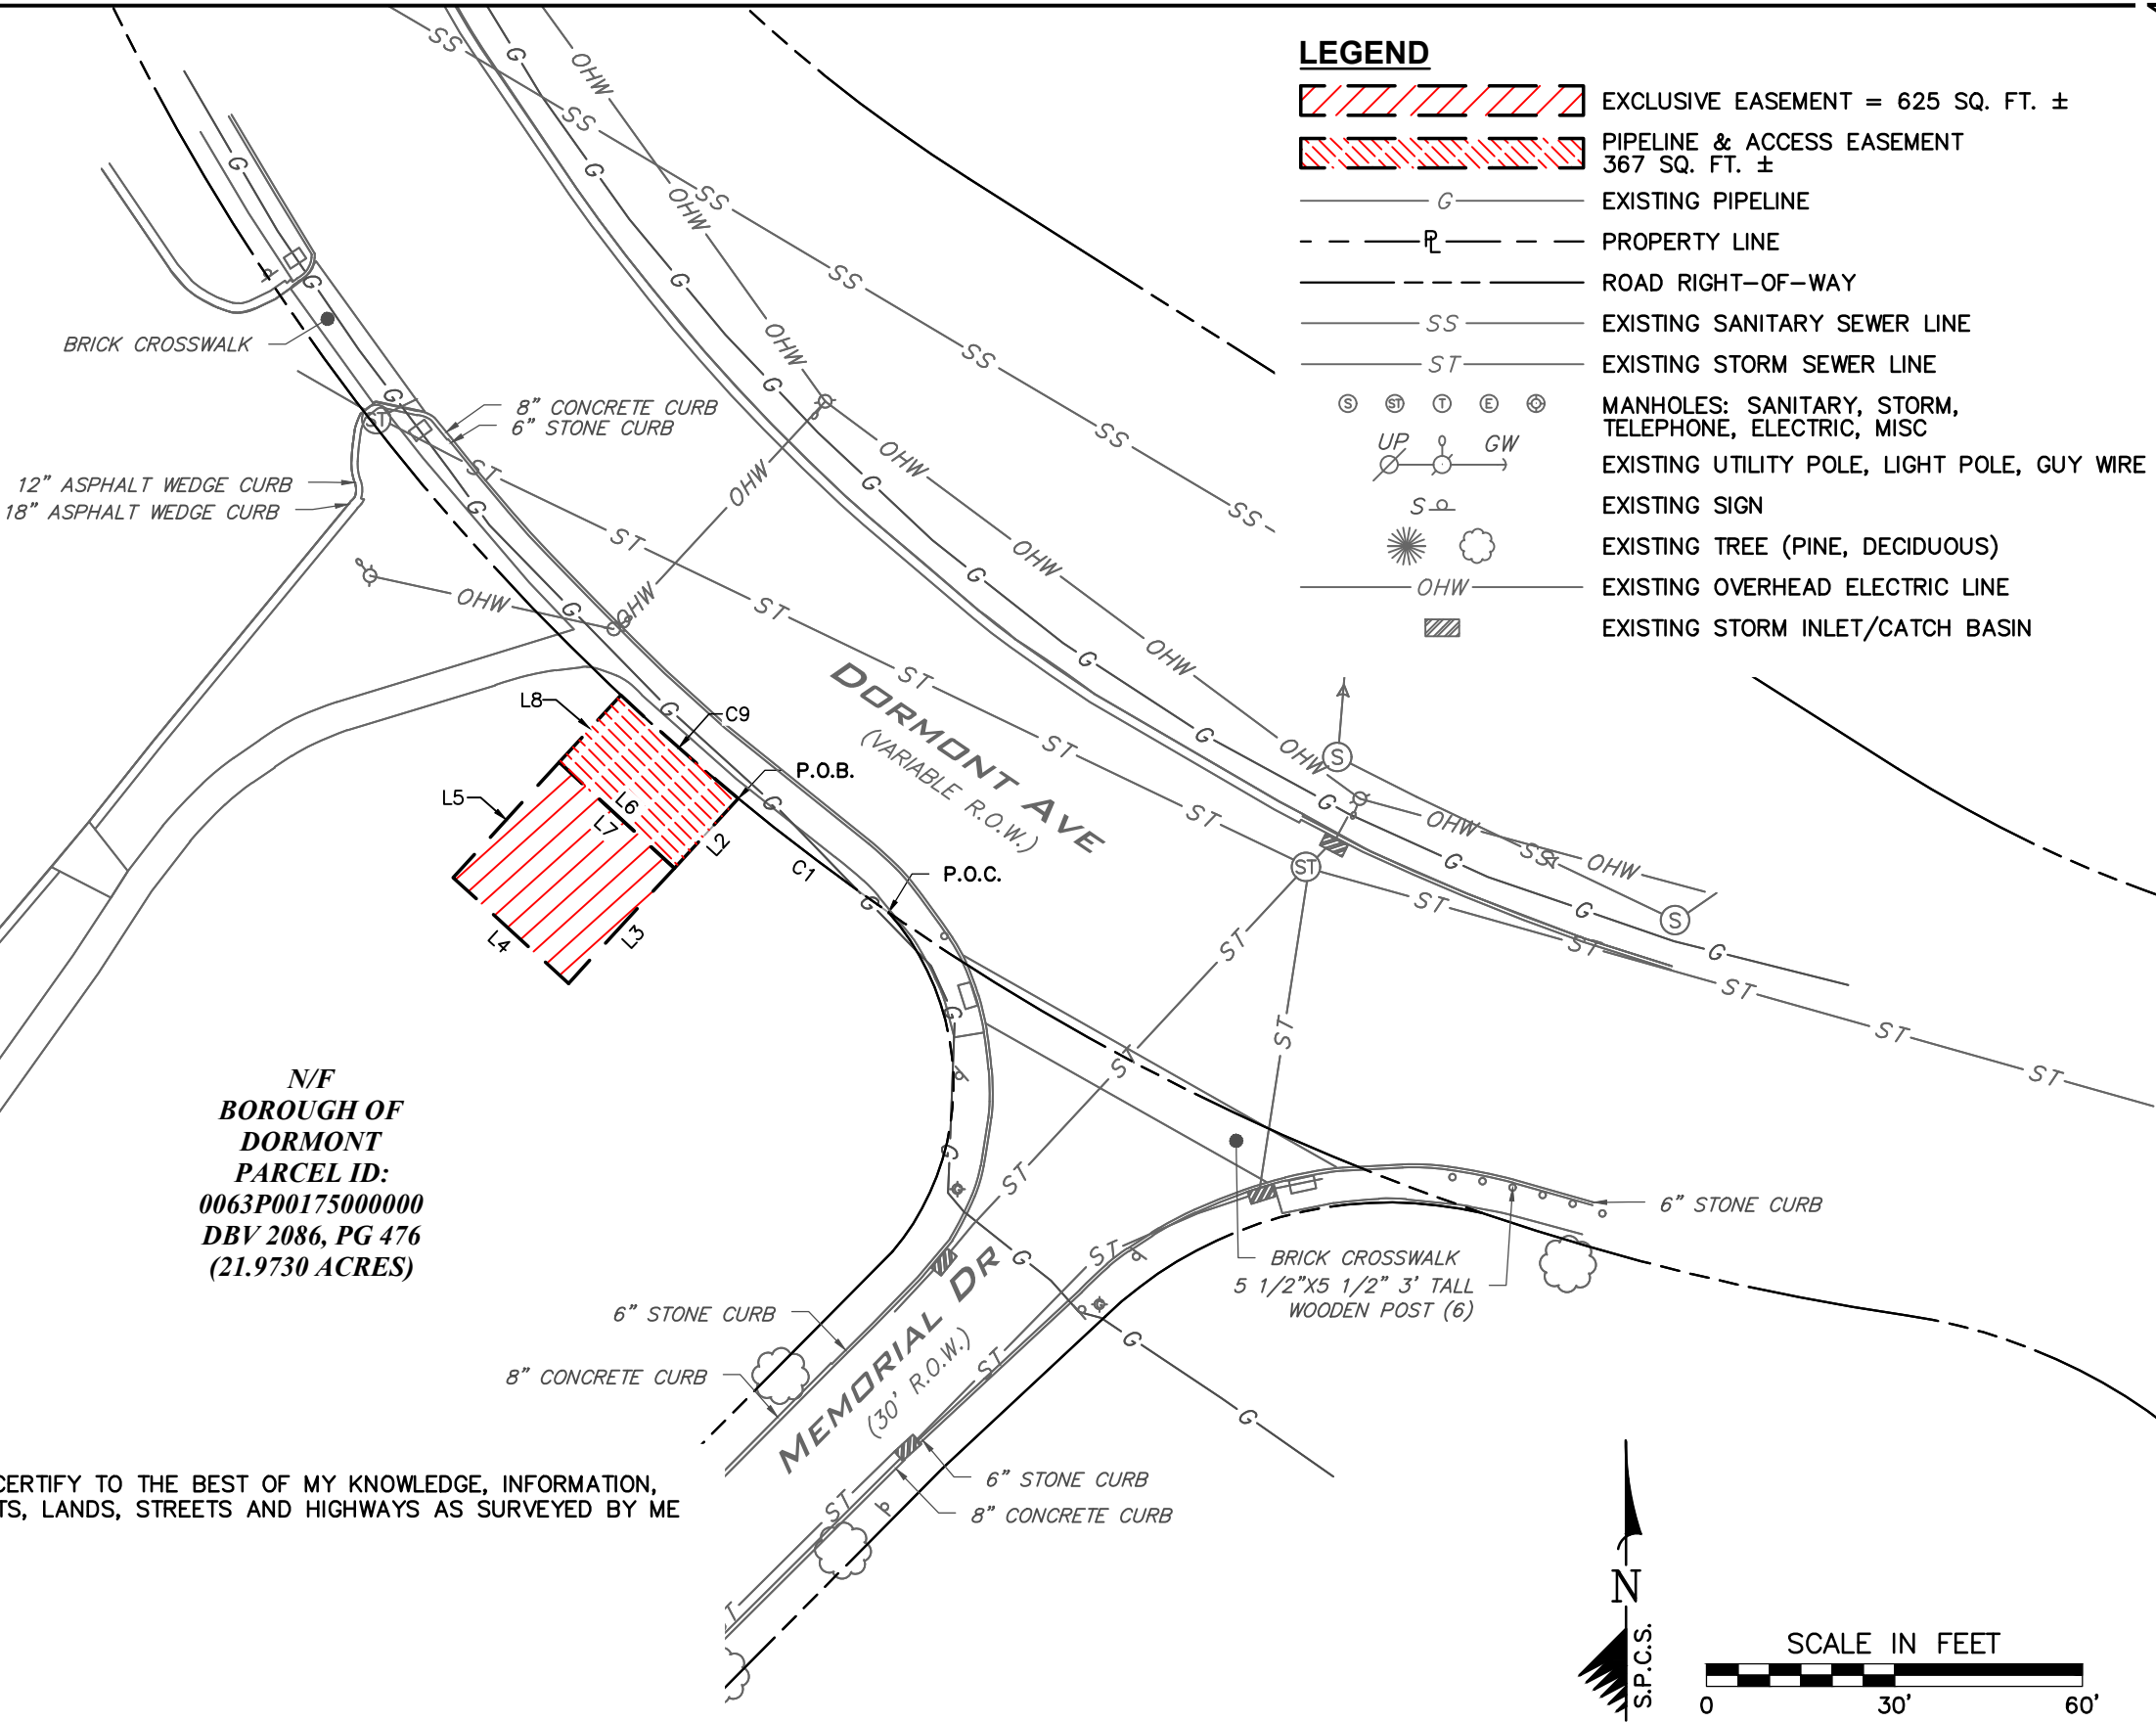 LEGEND
EXCLUSIVE EASEMENT = 625 SQ. FT. ±
PIPELINE & ACCESS EASEMENT
367 SQ. FT. ±
G EXISTING PIPELINE
PL PROPERTY LINE
ROAD RIGHT-OF-WAY
SS EXISTING SANITARY SEWER LINE
ST EXISTING STORM SEWER LINE
S ST T E MANHOLES: SANITARY, STORM,
TELEPHONE, ELECTRIC, MISC
UP GW EXISTING UTILITY POLE, LIGHT POLE, GUY WIRE
S EXISTING SIGN
EXISTING TREE (PINE, DECIDUOUS)
OHW EXISTING OVERHEAD ELECTRIC LINE
EXISTING STORM INLET/CATCH BASIN
BRICK CROSSWALK
8" CONCRETE CURB
6" STONE CURB
12" ASPHALT WEDGE CURB
18" ASPHALT WEDGE CURB
DORMONT AVE
(VARIABLE R.O.W.)
L8
C9
P.O.B.
L5
L6
L7
L2
C1
P.O.C.
L4
L3
N/F
BOROUGH OF
DORMONT
PARCEL ID:
0063P00175000000
DBV 2086, PG 476
(21.9730 ACRES)
6" STONE CURB
BRICK CROSSWALK
5 1/2"X5 1/2" 3' TALL
WOODEN POST (6)
6" STONE CURB
8" CONCRETE CURB
MEMORIAL DR
(30' R.O.W.)
6" STONE CURB
8" CONCRETE CURB
CERTIFY TO THE BEST OF MY KNOWLEDGE, INFORMATION,
TS, LANDS, STREETS AND HIGHWAYS AS SURVEYED BY ME
N
S.P.C.S.
SCALE IN FEET
0 30' 60'